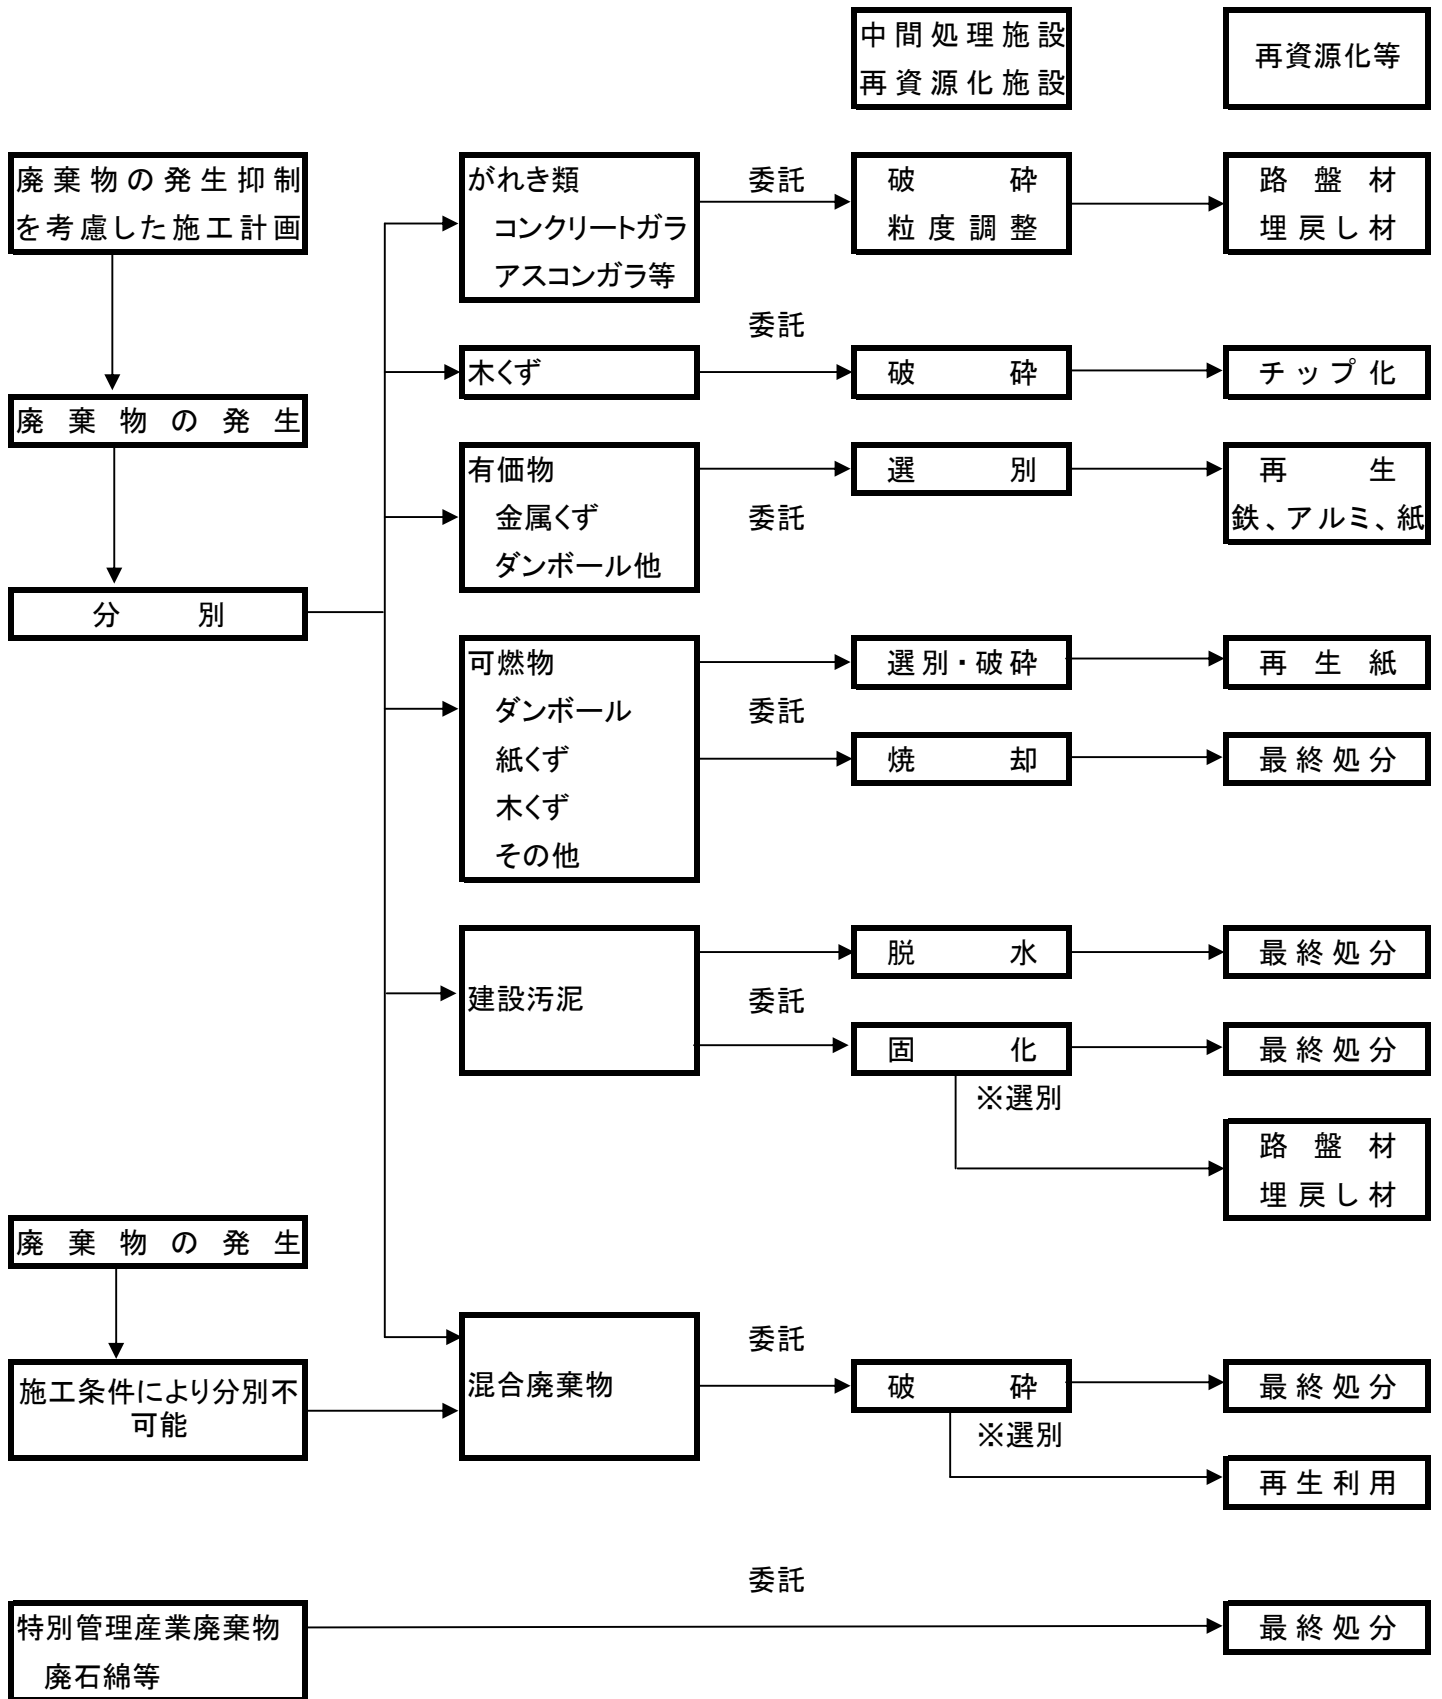 中間処理施設
再資源化施設
再資源化等
廃棄物の発生抑制
を考慮した施工計画
がれき類
コンクリートガラ
アスコンガラ等
委託
破砕
粒度調整
路盤材
埋戻し材
委託
木くず
破砕
チップ化
廃棄物の発生
有価物
金属くず
ダンボール他
委託
選別
再生
鉄、アルミ、紙
分別
可燃物
ダンボール
紙くず
木くず
その他
委託
選別・破砕
再生紙
焼却
最終処分
建設汚泥
委託
脱水
最終処分
固化
最終処分
※選別
路盤材
埋戻し材
廃棄物の発生
施工条件により分別不
可能
混合廃棄物
委託
破砕
最終処分
※選別
再生利用
委託
特別管理産業廃棄物
廃石綿等
最終処分